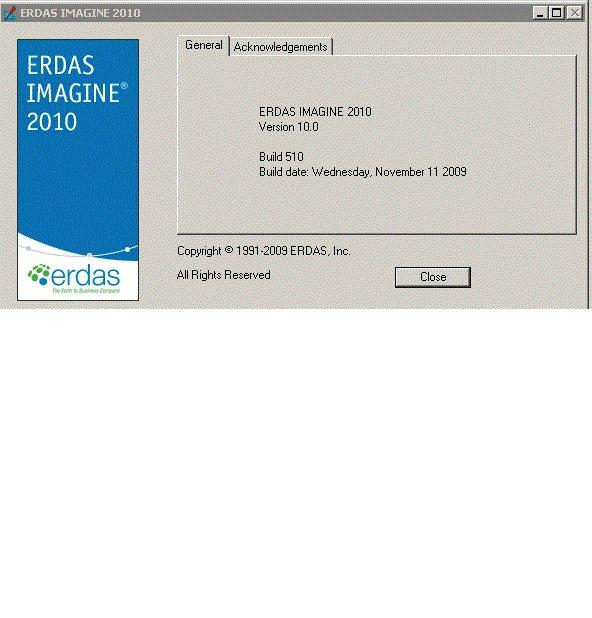 ERDAS IMAGINE 2010
ERDAS
IMAGINE®
2010
erdas
The Earth to Business Company
General
Acknowledgements
ERDAS IMAGINE 2010
Version 10.0
Build 510
Build date: Wednesday, November 11 2009
Copyright © 1991-2009 ERDAS, Inc.
All Rights Reserved
Close